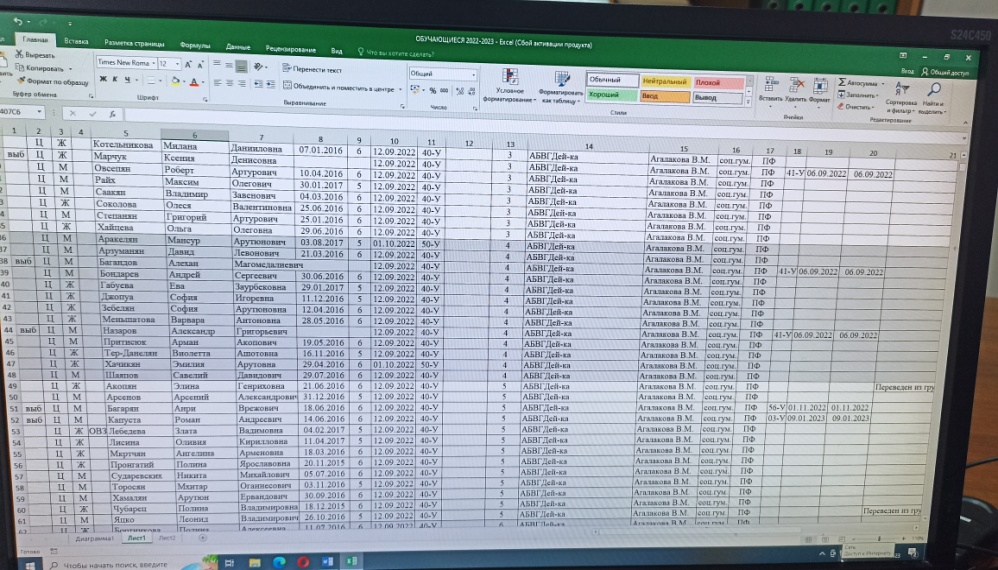 S24C450
ОБУЧАЮЩИЕСЯ 2022-2023 - Excel (Сбой активации продукта)
Главная Вставка Разметка страницы Формулы Данные Рецензирование Вид Что вы хотите сделать? Вход Общий доступ
Вырезать
Копировать
Формат по образцу
Буфер обмена
Times New Roma 12
Ж К Ч
Шрифт
Перенести текст
Объединить и поместить в центре
Выравнивание
Общий
Число
Условное форматирование
Форматировать как таблицу
Обычный Нейтральный Плохой
Хороший Ввод Вывод
Стили
Вставить Удалить Формат
Ячейки
Автосумма
Заполнить
Очистить
Сортировка и фильтр
Найти и выделить
Редактирование
407C6
1 2 3 4 5 6 7 8 9 10 11 12 13 14 15 16 17 18 19 20 21
Ц Ж Котельникова Милана Данииловна 07.01.2016 6 12.09.2022 40-У 3 АБВГДей-ка Агалакова В.М. соц.гум. ПФ
выб Ц Ж Марчук Ксения Денисовна 12.09.2022 40-У 3 АБВГДей-ка Агалакова В.М. соц.гум. ПФ 41-У 06.09.2022 06.09.2022
Ц М Овсепян Роберт Артурович 10.04.2016 6 12.09.2022 40-У 3 АБВГДей-ка Агалакова В.М. соц.гум. ПФ
Ц М Райх Максим Олегович 30.01.2017 5 12.09.2022 40-У 3 АБВГДей-ка Агалакова В.М. соц.гум. ПФ
Ц М Саакян Владимир Завенович 04.03.2016 6 12.09.2022 40-У 3 АБВГДей-ка Агалакова В.М. соц.гум. ПФ
Ц Ж Соколова Олеся Валентиновна 25.06.2016 6 12.09.2022 40-У 3 АБВГДей-ка Агалакова В.М. соц.гум. ПФ
Ц М Степанян Григорий Артурович 25.01.2016 6 12.09.2022 40-У 3 АБВГДей-ка Агалакова В.М. соц.гум. ПФ
Ц Ж Хайцева Ольга Олеговна 29.06.2016 6 12.09.2022 40-У 3 АБВГДей-ка Агалакова В.М. соц.гум. ПФ
Ц М Аракелян Мансур Арутюнович 03.08.2017 5 01.10.2022 50-У 4 АБВГДей-ка Агалакова В.М. соц.гум. ПФ
Ц М Артуманян Давид Левонович 21.03.2016 6 12.09.2022 40-У 4 АБВГДей-ка Агалакова В.М. соц.гум. ПФ
38 выб Ц М Багандов Алехан Магомедалиевич 12.09.2022 40-У 4 АБВГДей-ка Агалакова В.М. соц.гум. ПФ 41-У 06.09.2022 06.09.2022
39 Ц М Бондарев Андрей Сергеевич 30.06.2016 6 12.09.2022 40-У 4 АБВГДей-ка Агалакова В.М. соц.гум. ПФ
40 Ц Ж Габуева Ева Заурбековна 29.01.2017 5 12.09.2022 40-У 4 АБВГДей-ка Агалакова В.М. соц.гум. ПФ
41 Ц Ж Джопуа София Игоревна 11.12.2016 5 12.09.2022 40-У 4 АБВГДей-ка Агалакова В.М. соц.гум. ПФ
42 Ц Ж Зебелян София Арутюновна 12.04.2016 6 12.09.2022 40-У 4 АБВГДей-ка Агалакова В.М. соц.гум. ПФ
43 Ц Ж Меньшатова Варвара Антоновна 28.05.2016 6 12.09.2022 40-У 4 АБВГДей-ка Агалакова В.М. соц.гум. ПФ
44 выб Ц М Назаров Александр Григорьевич 12.09.2022 40-У 4 АБВГДей-ка Агалакова В.М. соц.гум. ПФ 41-У 06.09.2022 06.09.2022
45 Ц М Арман Акопович 19.05.2016 6 12.09.2022 40-У 4 АБВГДей-ка Агалакова В.М. соц.гум. ПФ
46 Ц Ж Тер-Данелян Виолетта Ашотовна 16.11.2016 5 12.09.2022 40-У 4 АБВГДей-ка Агалакова В.М. соц.гум. ПФ
47 Ц Ж Хачикян Эмилия Арутовна 29.04.2016 6 01.10.2022 50-У 4 АБВГДей-ка Агалакова В.М. соц.гум. ПФ
48 Ц М Шаппов Савелий Давидович 29.07.2016 6 12.09.2022 40-У 4 АБВГДей-ка Агалакова В.М. соц.гум. ПФ
49 Ц Ж Акопян Элина Генриховна 21.06.2016 6 12.09.2022 40-У 5 АБВГДей-ка Агалакова В.М. соц.гум. ПФ Переведен из гру
50 Ц М Арсенов Арсений Александрович 31.12.2016 5 12.09.2022 40-У 5 АБВГДей-ка Агалакова В.М. соц.гум. ПФ
51 выб Ц М Багарян Анри Врежович 18.06.2016 6 12.09.2022 40-У 5 АБВГДей-ка Агалакова В.М. соц.гум. ПФ 56-У 01.11.2022 01.11.2022
52 выб Ц М Капуста Роман Андреевич 14.06.2016 6 12.09.2022 40-У 5 АБВГДей-ка Агалакова В.М. соц.гум. ПФ 03-У 09.01.2023 09.01.2023
53 Ц Ж ОВЗ Лебедева Злата Вадимовна 04.02.2017 5 12.09.2022 40-У 5 АБВГДей-ка Агалакова В.М. соц.гум. ПФ
54 Ц Ж Лисина Оливия Кирилловна 11.04.2017 5 12.09.2022 40-У 5 АБВГДей-ка Агалакова В.М. соц.гум. ПФ
55 Ц Ж Мкртчян Ангелина Арменовна 18.03.2016 6 12.09.2022 40-У 5 АБВГДей-ка Агалакова В.М. соц.гум. ПФ
56 Ц Ж Пронгатий Полина Ярославовна 20.11.2015 6 12.09.2022 40-У 5 АБВГДей-ка Агалакова В.М. соц.гум. ПФ
57 Ц М Сударевских Никита Михайлович 05.07.2016 6 12.09.2022 40-У 5 АБВГДей-ка Агалакова В.М. соц.гум. ПФ
58 Ц М Торосян Мхитар Оганнесович 03.11.2016 5 12.09.2022 40-У 5 АБВГДей-ка Агалакова В.М. соц.гум. ПФ
59 Ц М Хамалян Арутюн Ервандович 30.09.2016 6 12.09.2022 40-У 5 АБВГДей-ка Агалакова В.М. соц.гум. ПФ
60 Ц Ж Чубарец Полина Владимировна 18.12.2015 6 12.09.2022 40-У 5 АБВГДей-ка Агалакова В.М. соц.гум. ПФ Переведен из гру
61 Ц М Яцко Леонид Владимирович 26.10.2016 5 12.09.2022 40-У 5 АБВГДей-ка Агалакова В.М. соц.гум. ПФ
Диаграмма1 Лист1 Лист2
Готово
Чтобы начать поиск, введите